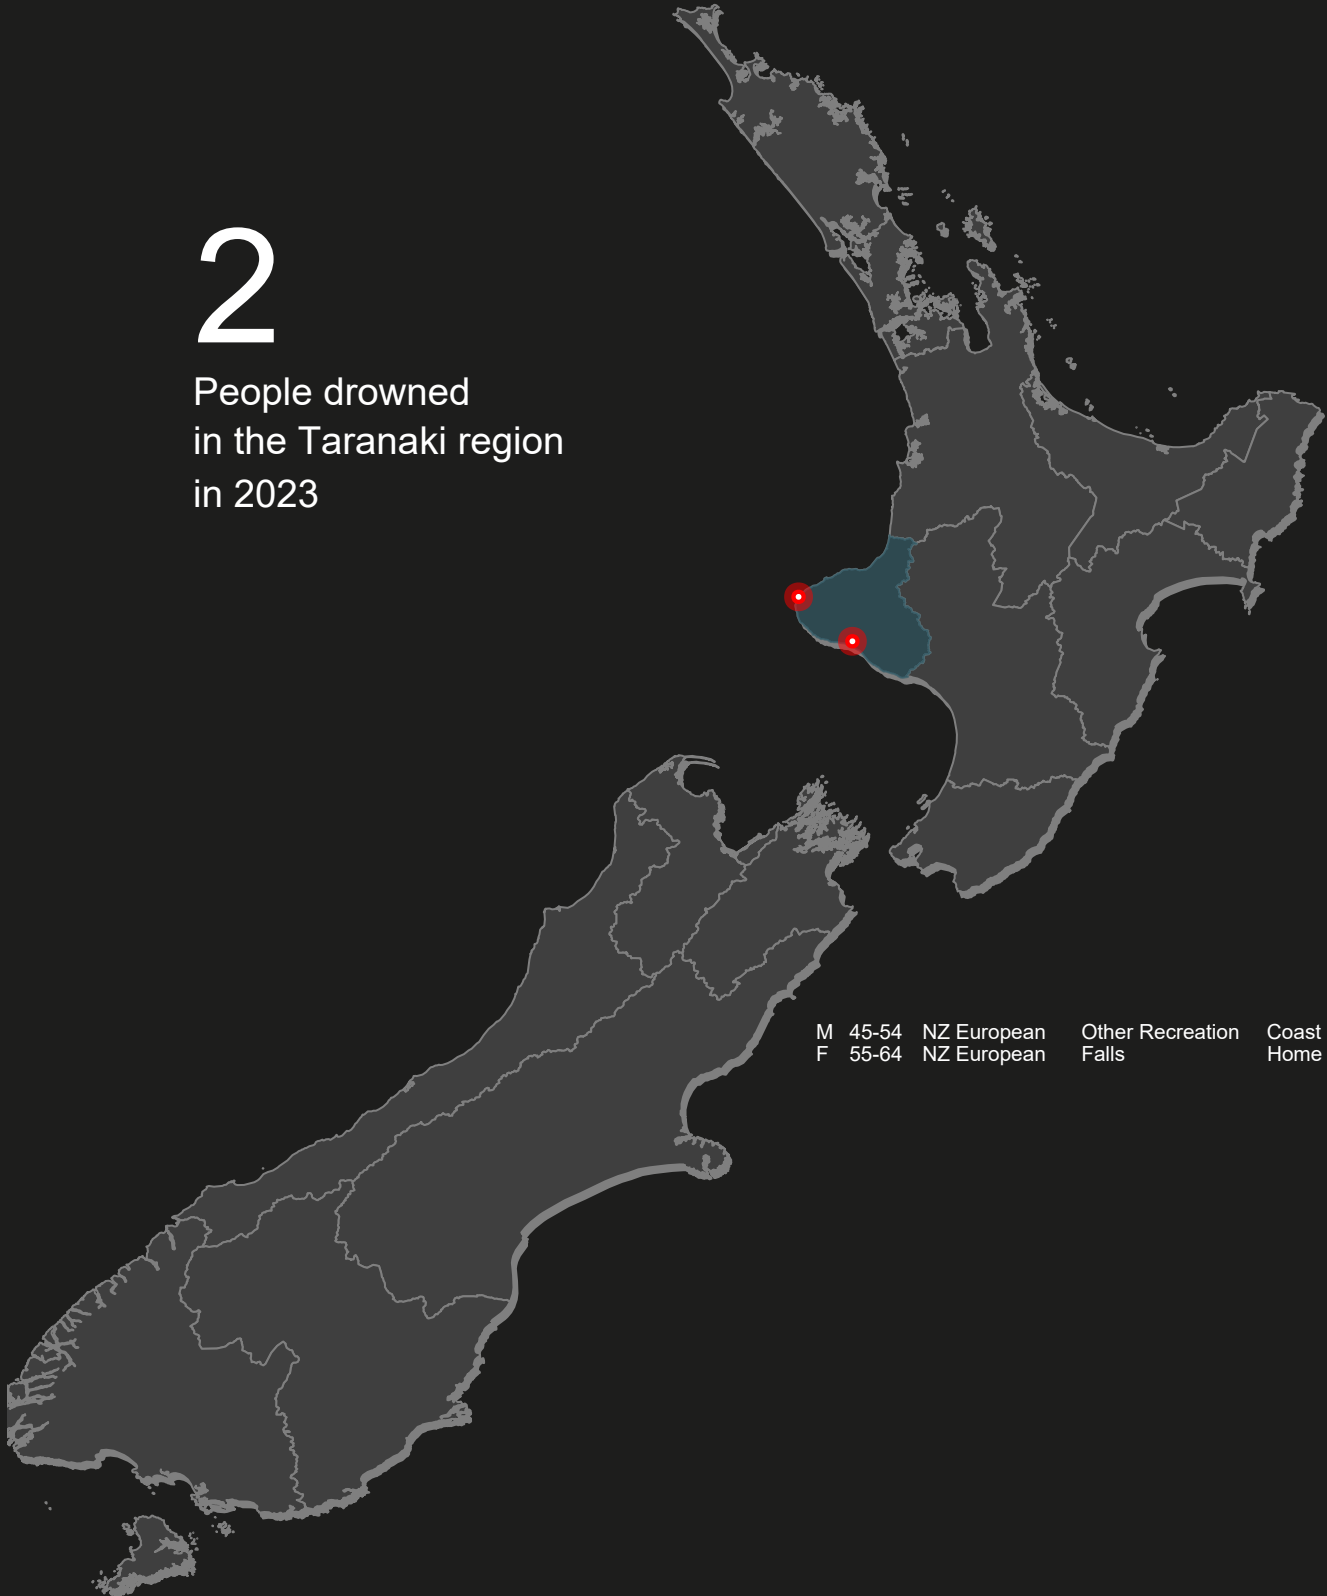 2
People drowned
in the Taranaki region
in 2023
M 45-54 NZ European Other Recreation Coast
F 55-64 NZ European Falls Home